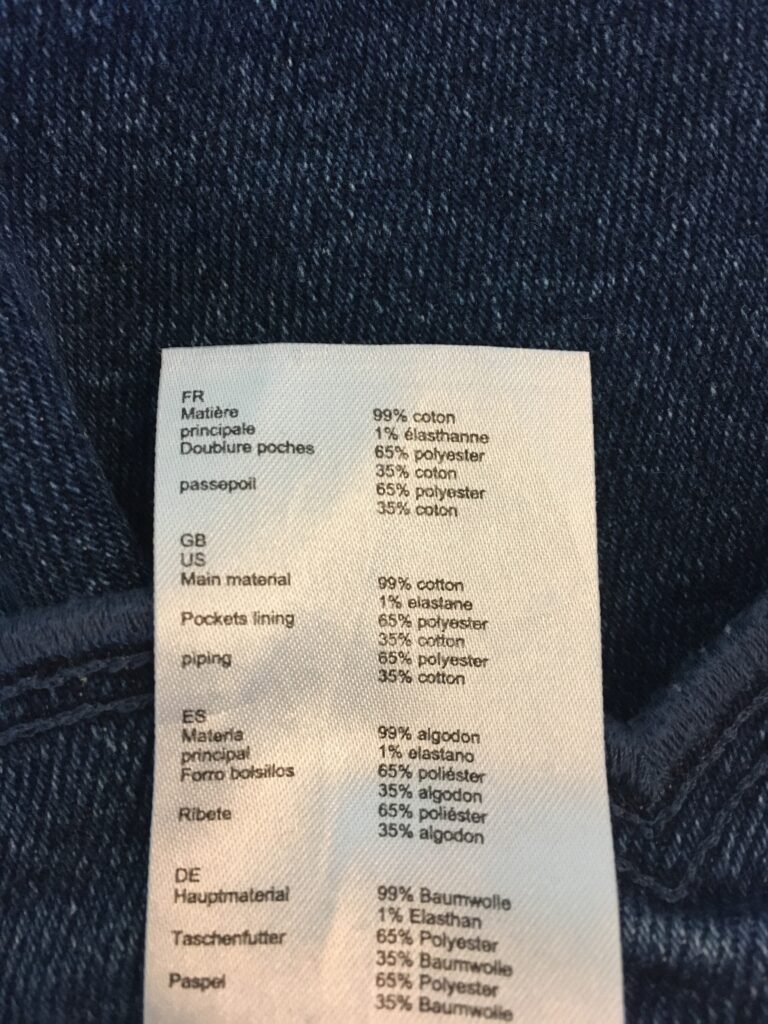 FR
Matière 99% coton
principale 1% élasthanne
Doublure poches 65% polyester
35% coton
passepoil 65% polyester
35% coton
GB
US
Main material 99% cotton
1% elastane
Pockets lining 65% polyester
35% cotton
piping 65% polyester
35% cotton
ES
Materia 99% algodon
principal 1% elastano
Forro bolsillos 65% poliéster
35% algodon
Ribete 65% poliéster
35% algodon
DE
Hauptmaterial 99% Baumwolle
1% Elasthan
Taschenfutter 65% Polyester
35% Baumwolle
Paspel 65% Polyester
35% Baumwolle